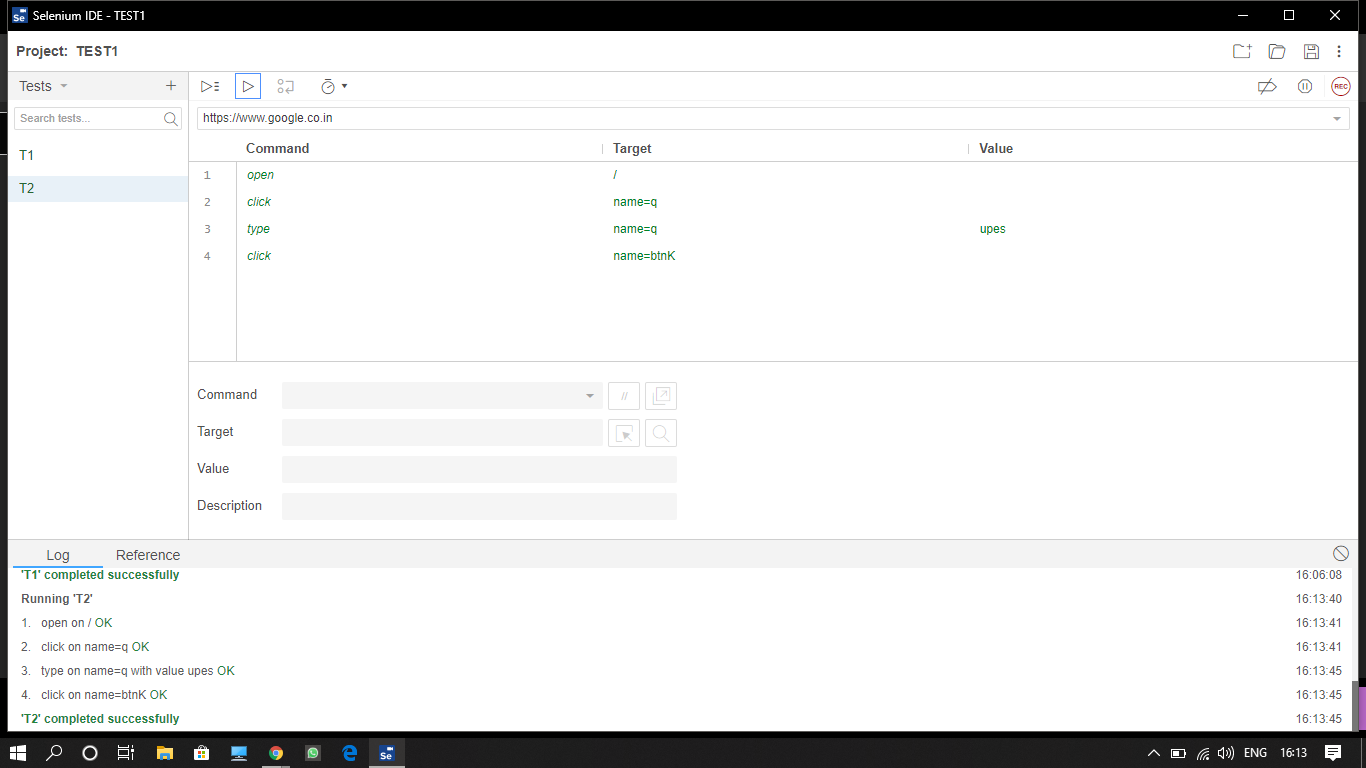 Se Selenium IDE - TEST1
Project: TEST1
Tests
Search tests...
REC
https://www.google.co.in
T1
T2
Command Target Value
1 open /
2 click name=q
3 type name=q upes
4 click name=btnK
Command //
Target
Value
Description
Log Reference
'T1' completed successfully 16:06:08
Running 'T2' 16:13:40
1. open on / OK 16:13:41
2. click on name=q OK 16:13:41
3. type on name=q with value upes OK 16:13:45
4. click on name=btnK OK 16:13:45
'T2' completed successfully 16:13:45
Se ENG 16:13